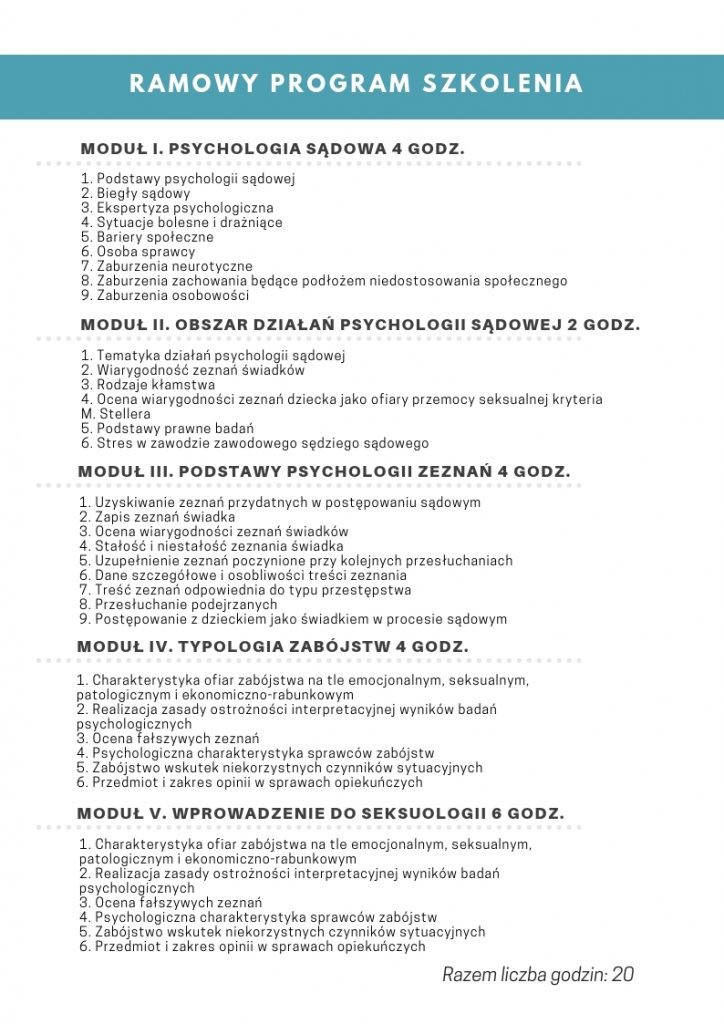 RAMOWY PROGRAM SZKOLENIA
MODUŁ I. PSYCHOLOGIA SĄDOWA 4 GODZ.
1. Podstawy psychologii sądowej
2. Biegły sądowy
3. Ekspertyza psychologiczna
4. Sytuacje bolesne i drażniące
5. Bariery społeczne
6. Osoba sprawcy
7. Zaburzenia neurotyczne
8. Zaburzenia zachowania będące podłożem niedostosowania społecznego
9. Zaburzenia osobowości
MODUŁ II. OBSZAR DZIAŁAŃ PSYCHOLOGII SĄDOWEJ 2 GODZ.
1. Tematyka działań psychologii sądowej
2. Wiarygodność zeznań świadków
3. Rodzaje kłamstwa
4. Ocena wiarygodności zeznań dziecka jako ofiary przemocy seksualnej kryteria
M. Stellera
5. Podstawy prawne badań
6. Stres w zawodzie zawodowego sędziego sądowego
MODUŁ III. PODSTAWY PSYCHOLOGII ZEZNAŃ 4 GODZ.
1. Uzyskiwanie zeznań przydatnych w postępowaniu sądowym
2. Zapis zeznań świadka
3. Ocena wiarygodności zeznań świadków
4. Stałość i niestałość zeznania świadka
5. Uzupełnienie zeznań poczynione przy kolejnych przesłuchaniach
6. Dane szczegółowe i osobliwości treści zeznania
7. Treść zeznań odpowiednia do typu przestępstwa
8. Przesłuchanie podejrzanych
9. Postępowanie z dzieckiem jako świadkiem w procesie sądowym
MODUŁ IV. TYPOLOGIA ZABÓJSTW 4 GODZ.
1. Charakterystyka ofiar zabójstwa na tle emocjonalnym, seksualnym,
patologicznym i ekonomiczno-rabunkowym
2. Realizacja zasady ostrożności interpretacyjnej wyników badań
psychologicznych
3. Ocena fałszywych zeznań
4. Psychologiczna charakterystyka sprawców zabójstw
5. Zabójstwo wskutek niekorzystnych czynników sytuacyjnych
6. Przedmiot i zakres opinii w sprawach opiekuńczych
MODUŁ V. WPROWADZENIE DO SEKSUOLOGII 6 GODZ.
1. Charakterystyka ofiar zabójstwa na tle emocjonalnym, seksualnym,
patologicznym i ekonomiczno-rabunkowym
2. Realizacja zasady ostrożności interpretacyjnej wyników badań
psychologicznych
3. Ocena fałszywych zeznań
4. Psychologiczna charakterystyka sprawców zabójstw
5. Zabójstwo wskutek niekorzystnych czynników sytuacyjnych
6. Przedmiot i zakres opinii w sprawach opiekuńczych
Razem liczba godzin: 20